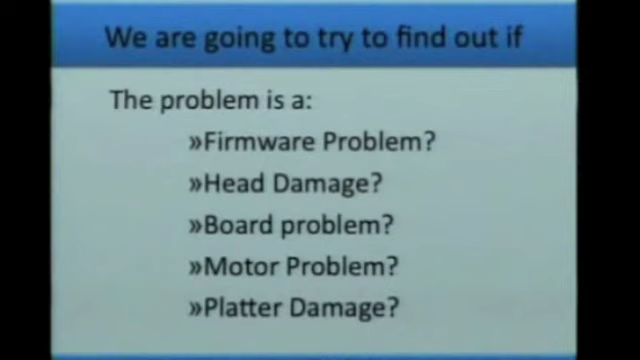 We are going to try to find out if
The problem is a:
»Firmware Problem?
»Head Damage?
»Board problem?
»Motor Problem?
»Platter Damage?